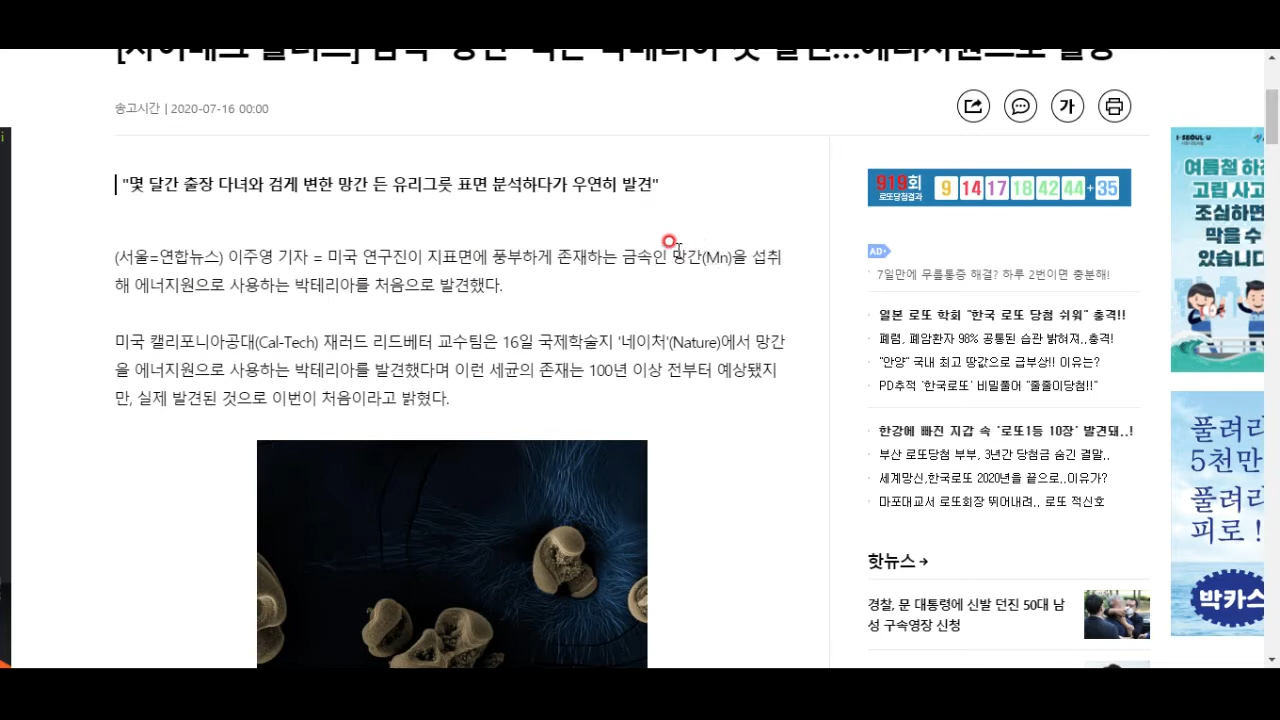 송고시간 | 2020-07-16 00:00
가
"몇 달간 출장 다녀와 검게 변한 망간 든 유리그릇 표면 분석하다가 우연히 발견"
(서울=연합뉴스) 이주영 기자 = 미국 연구진이 지표면에 풍부하게 존재하는 금속인 망간(Mn)을 섭취
해 에너지원으로 사용하는 박테리아를 처음으로 발견했다.
미국 캘리포니아공대(Cal-Tech) 재러드 리드베터 교수팀은 16일 국제학술지 '네이처'(Nature)에서 망간
을 에너지원으로 사용하는 박테리아를 발견했다며 이런 세균의 존재는 100년 이상 전부터 예상됐지
만, 실제 발견된 것으로 이번이 처음이라고 밝혔다.
919회
로또당첨결과
9 14 17 18 42 44 + 35
AD
7일만에 무릎통증 해결? 하루 2번이면 충분해!
일본 로또 학회 "한국 로또 당첨 쉬워" 충격!!
폐렴, 폐암환자 98% 공통된 습관 밝혀져..충격!
"안양" 국내 최고 땅값으로 급부상!! 이유는?
PD추적 '한국로또' 비밀풀어 "줄줄이당첨!!"
한강에 빠진 지갑 속 '로또1등 10장' 발견돼..!
부산 로또당첨 부부, 3년간 당첨금 숨긴 결말..
세계망신,한국로또 2020년을 끝으로..이유가?
마포대교서 로또회장 뛰어내려.. 로또 적신호
핫뉴스
경찰, 문 대통령에 신발 던진 50대 남
성 구속영장 신청
I·SEOUL·U
여름철 하
고립 사고
조심하면
막을 수
있습니다
풀려라
5천만
풀려라
피로!
박카스